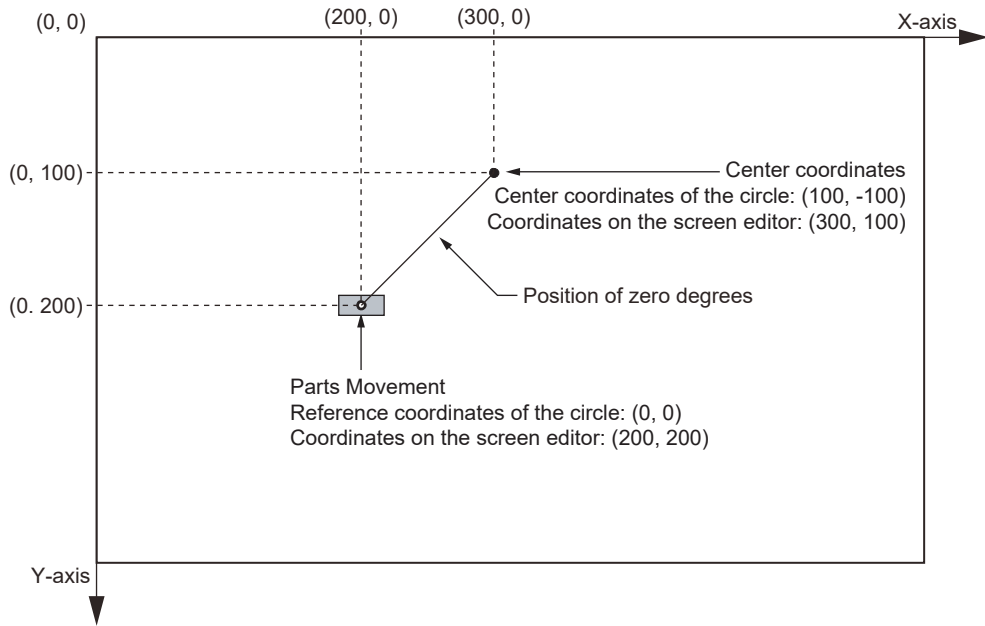 (0, 0)
(200, 0)
(300, 0)
X-axis
(0, 100)
Center coordinates
Center coordinates of the circle: (100, -100)
Coordinates on the screen editor: (300, 100)
(0. 200)
Position of zero degrees
Parts Movement
Reference coordinates of the circle: (0, 0)
Coordinates on the screen editor: (200, 200)
Y-axis